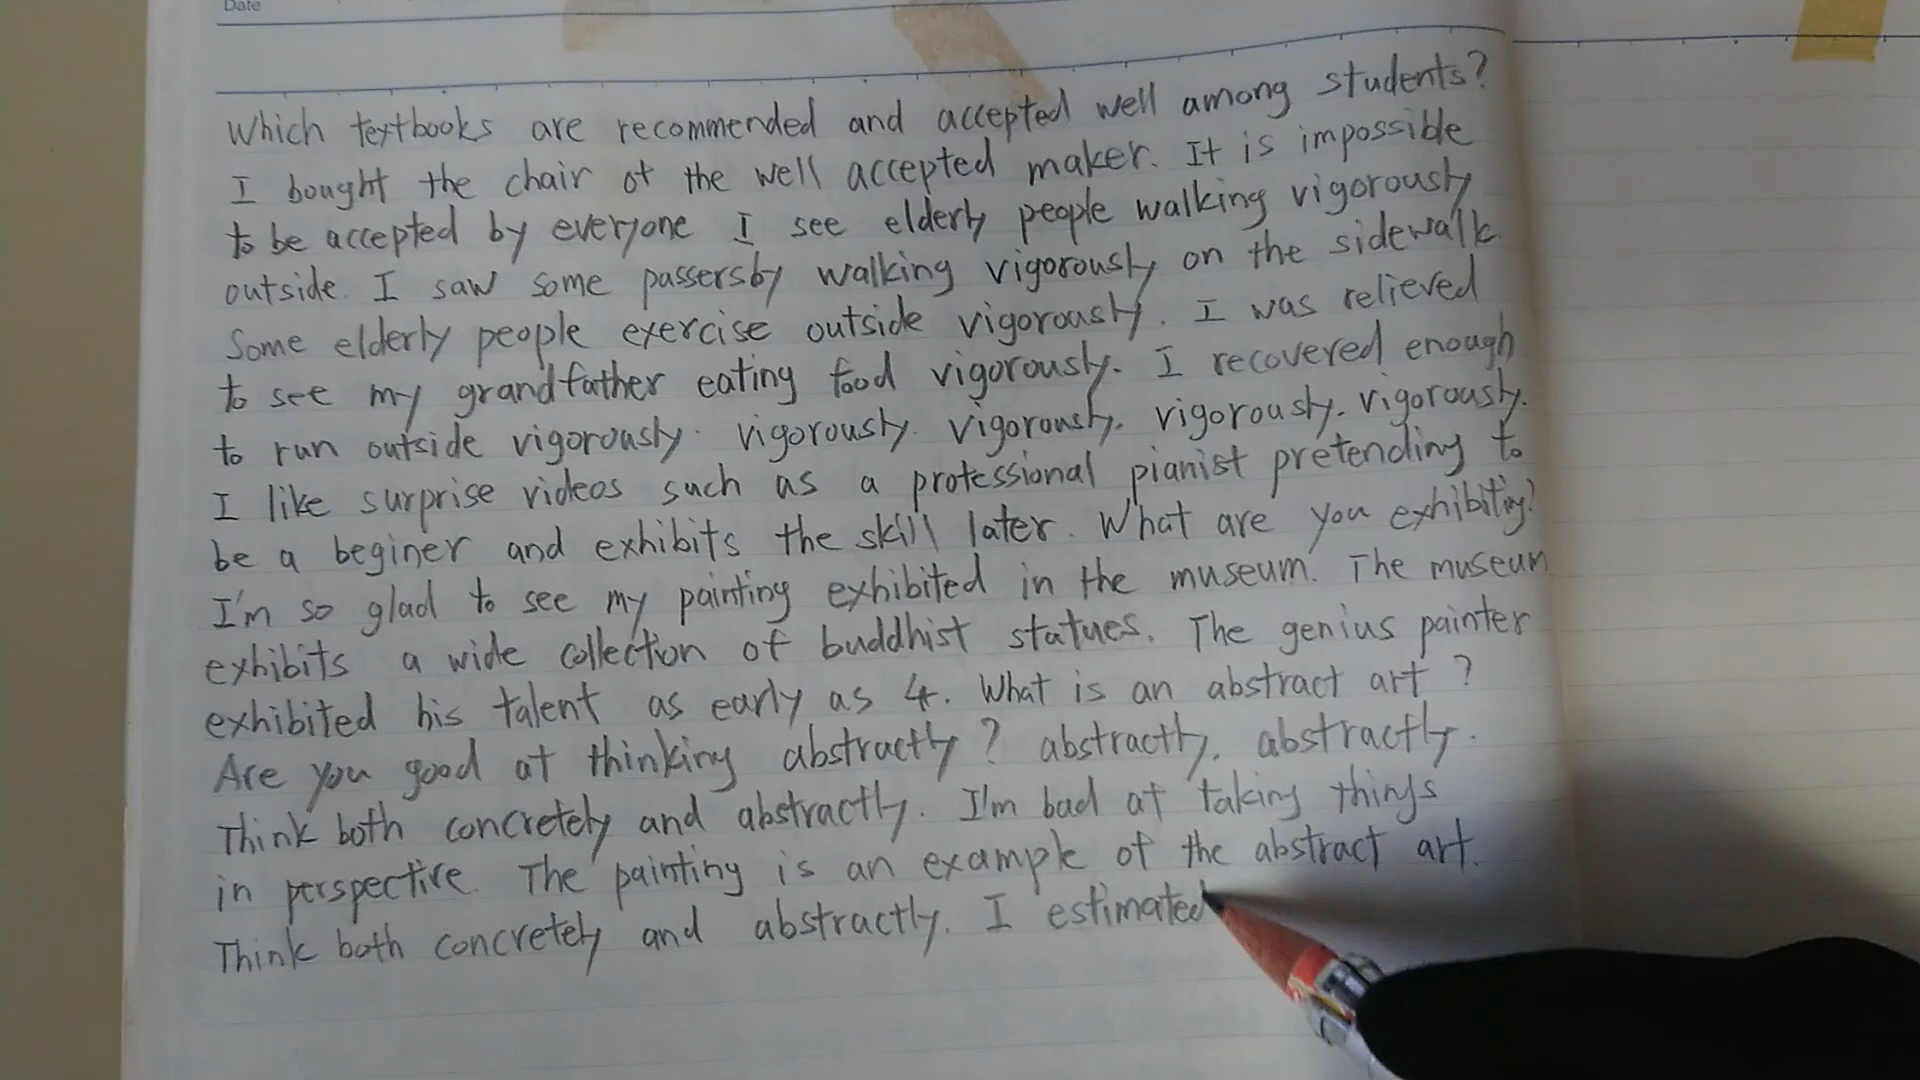 Date
Which textbooks are recommended and accepted well among students?
I bought the chair of the well accepted maker. It is impossible
to be accepted by everyone I see elderly people walking vigorously
outside. I saw some passersby walking vigorously on the sidewalk.
Some elderly people exercise outside vigorously. I was relieved
to see my grandfather eating food vigorously. I recovered enough
to run outside vigorously. vigorously. vigorously. vigorously. vigorously.
I like surprise videos such as a professional pianist pretending to
be a beginer and exhibits the skill later. What are you exhibiting?
I'm so glad to see my painting exhibited in the museum. The museum
exhibits a wide collection of buddhist statues. The genius painter
exhibited his talent as early as 4. What is an abstract art?
Are you good at thinking abstractly? abstractly. abstractly.
Think both concretely and abstractly. I'm bad at taking things
in perspective. The painting is an example of the abstract art.
Think both concretely and abstractly. I estimated